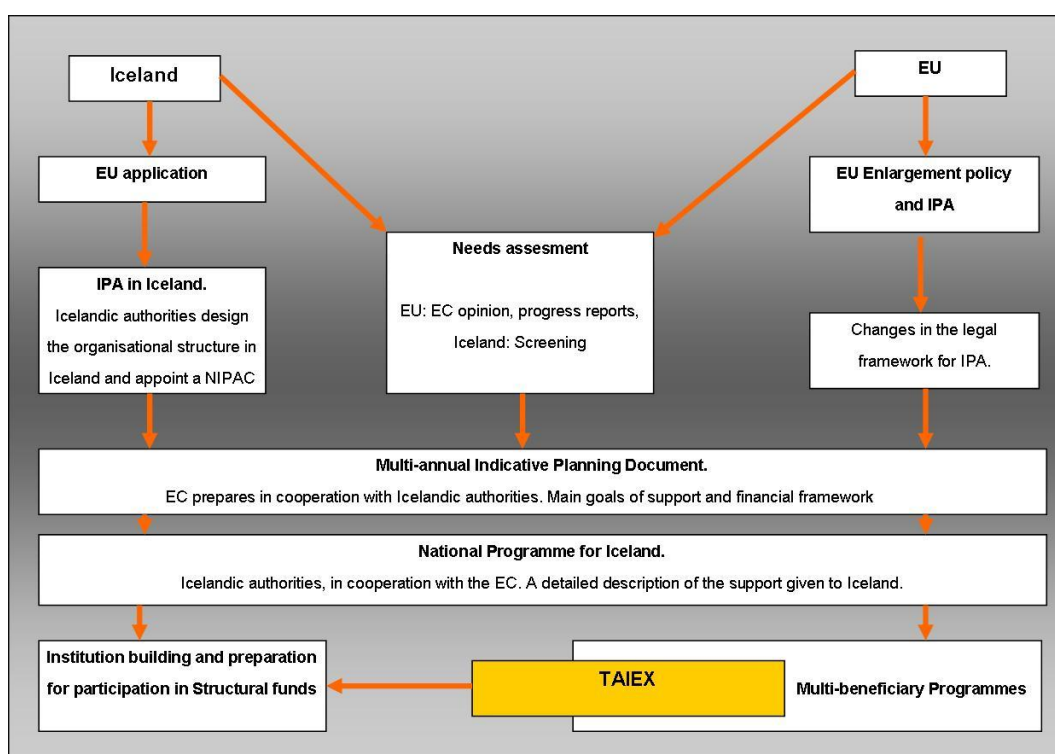 Iceland
EU
EU application
EU Enlargement policy
and IPA
Needs assesment
EU: EC opinion, progress reports,
Iceland: Screening
IPA in Iceland.
Icelandic authorities design
the organisational structure in
Iceland and appoint a NIPAC
Changes in the legal
framework for IPA.
Multi-annual Indicative Planning Document.
EC prepares in cooperation with Icelandic authorities. Main goals of support and financial framework
National Programme for Iceland.
Icelandic authorities, in cooperation with the EC. A detailed description of the support given to Iceland.
Institution building and preparation
for participation in Structural funds
TAIEX
Multi-beneficiary Programmes